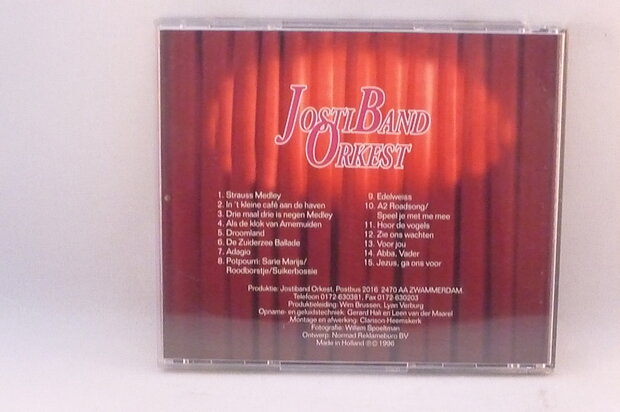 JOSTIBAND
ORKEST
1. Strauss Medley
2. In 't kleine café aan de haven
3. Drie maal drie is negen Medley
4. Als de klok van Arnemuiden
5. Droomland
6. De Zuiderzee Ballade
7. Adagio
8. Potpourri: Sarie Marijs/
Roodborstje/Suikerbossie
9. Edelweiss
10. A2 Roadsong/
Speel je met me mee
11. Hoor de vogels
12. Zie ons wachten
13. Voor jou
14. Abba, Vader
15. Jezus, ga ons voor
Produktie: Jostiband Orkest, Postbus 2016 2470 AA ZWAMMERDAM.
Telefoon 0172-630381, Fax 0172-630203
Produktieleiding: Wim Brussen, Lyan Verburg
Opname- en geluidstechniek: Gerard Hali en Leen van der Maarel
Montage en afwerking: Clanson Heemskerk
Fotografie: Willem Spoelman
Ontwerp: Normad Reklameburo BV
Made in Holland ℗© 1996